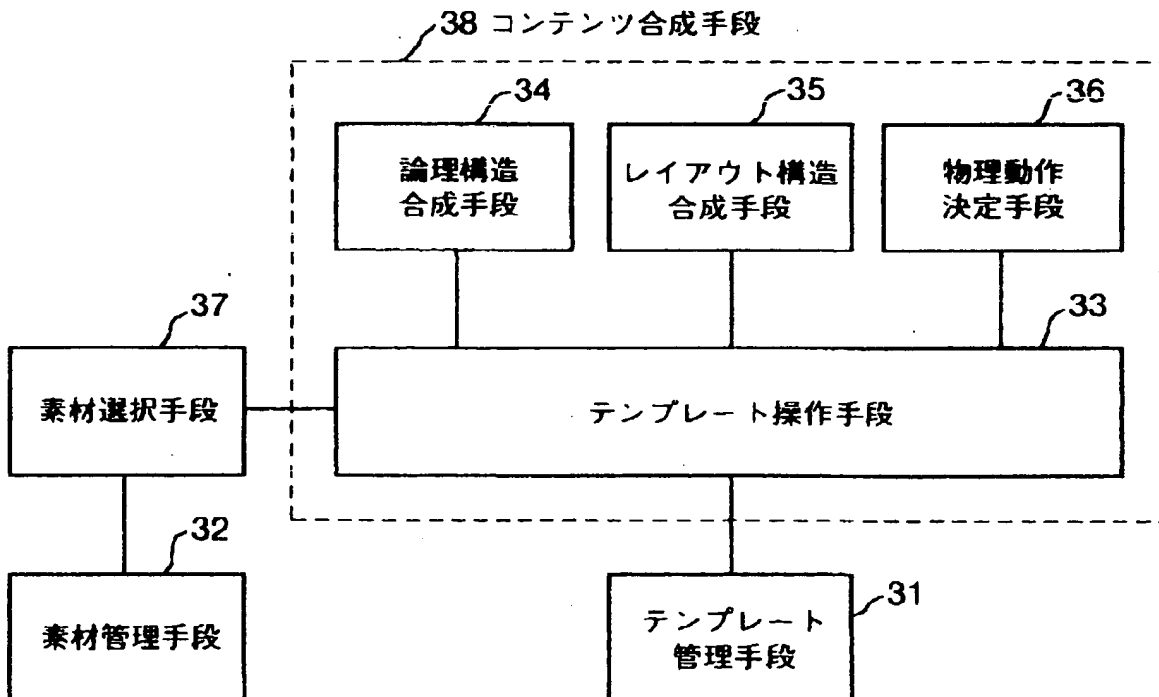 38 コンテンツ合成手段
34
35
36
論理構造
合成手段
レイアウト構造
合成手段
物理動作
決定手段
37
33
素材選択手段
テンプレート操作手段
32
31
素材管理手段
テンプレート
管理手段